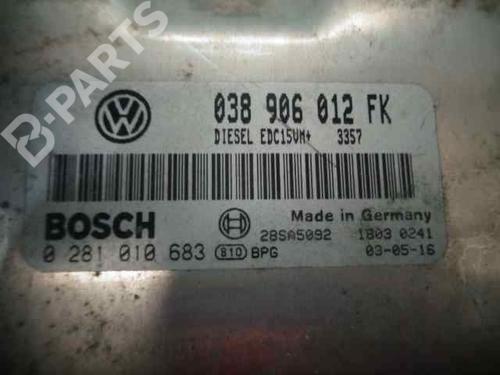 B-PARTS
038 906 012 FK
DIESEL EDC15VM+ 3357
BOSCH
Made in Germany
28SA5092 1803 0241
0 281 010 683 810 BPG 03-05-16